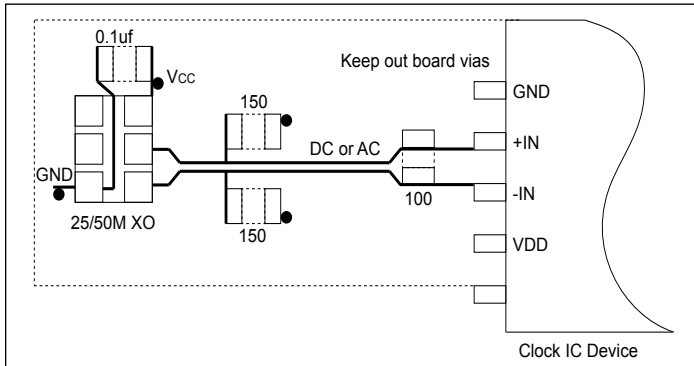 0.1uf
Vcc
Keep out board vias
GND
150
DC or AC
+IN
GND
100
-IN
25/50M XO
150
VDD
Clock IC Device